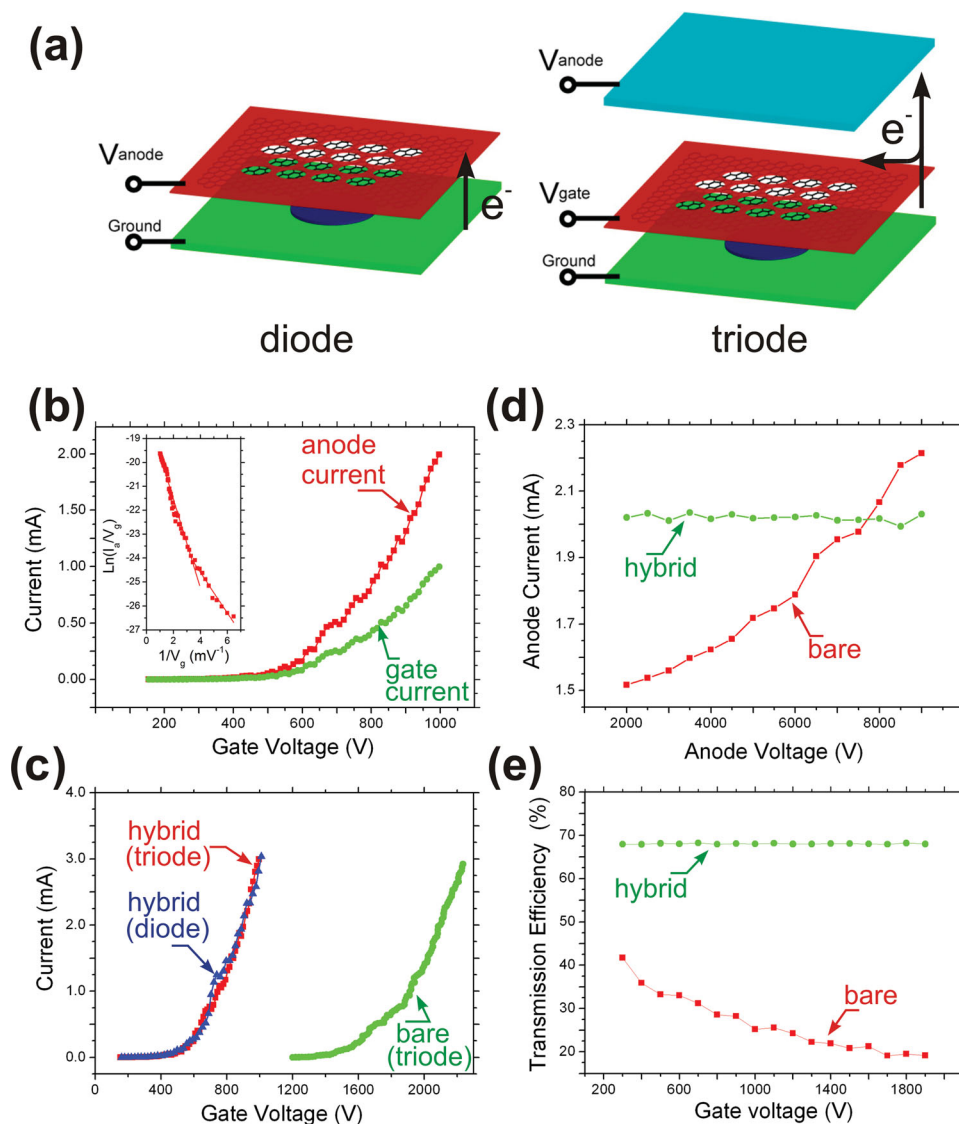 (a)
Vanode
Ground
e-
diode
Vanode
Vgate
Ground
e-
triode
(b)
Current (mA)
2.00
1.50
1.00
0.50
0.00
200 400 600 800 1000
Gate Voltage (V)
anode
current
gate
current
Ln(Ia/Vg)
-19
-20
-21
-22
-23
-24
-25
-26
-27
0 2 4 6
1/Vg (mV-1)
(d)
Anode Current (mA)
2.3
2.1
1.9
1.7
1.5
2000 4000 6000 8000
Anode Voltage (V)
hybrid
bare
(c)
Current (mA)
4.0
3.0
2.0
1.0
0.0
0 400 800 1200 1600 2000
Gate Voltage (V)
hybrid
(triode)
hybrid
(diode)
bare
(triode)
(e)
Transmission Efficiency (%)
80
70
60
50
40
30
20
200 600 1000 1400 1800
Gate voltage (V)
hybrid
bare